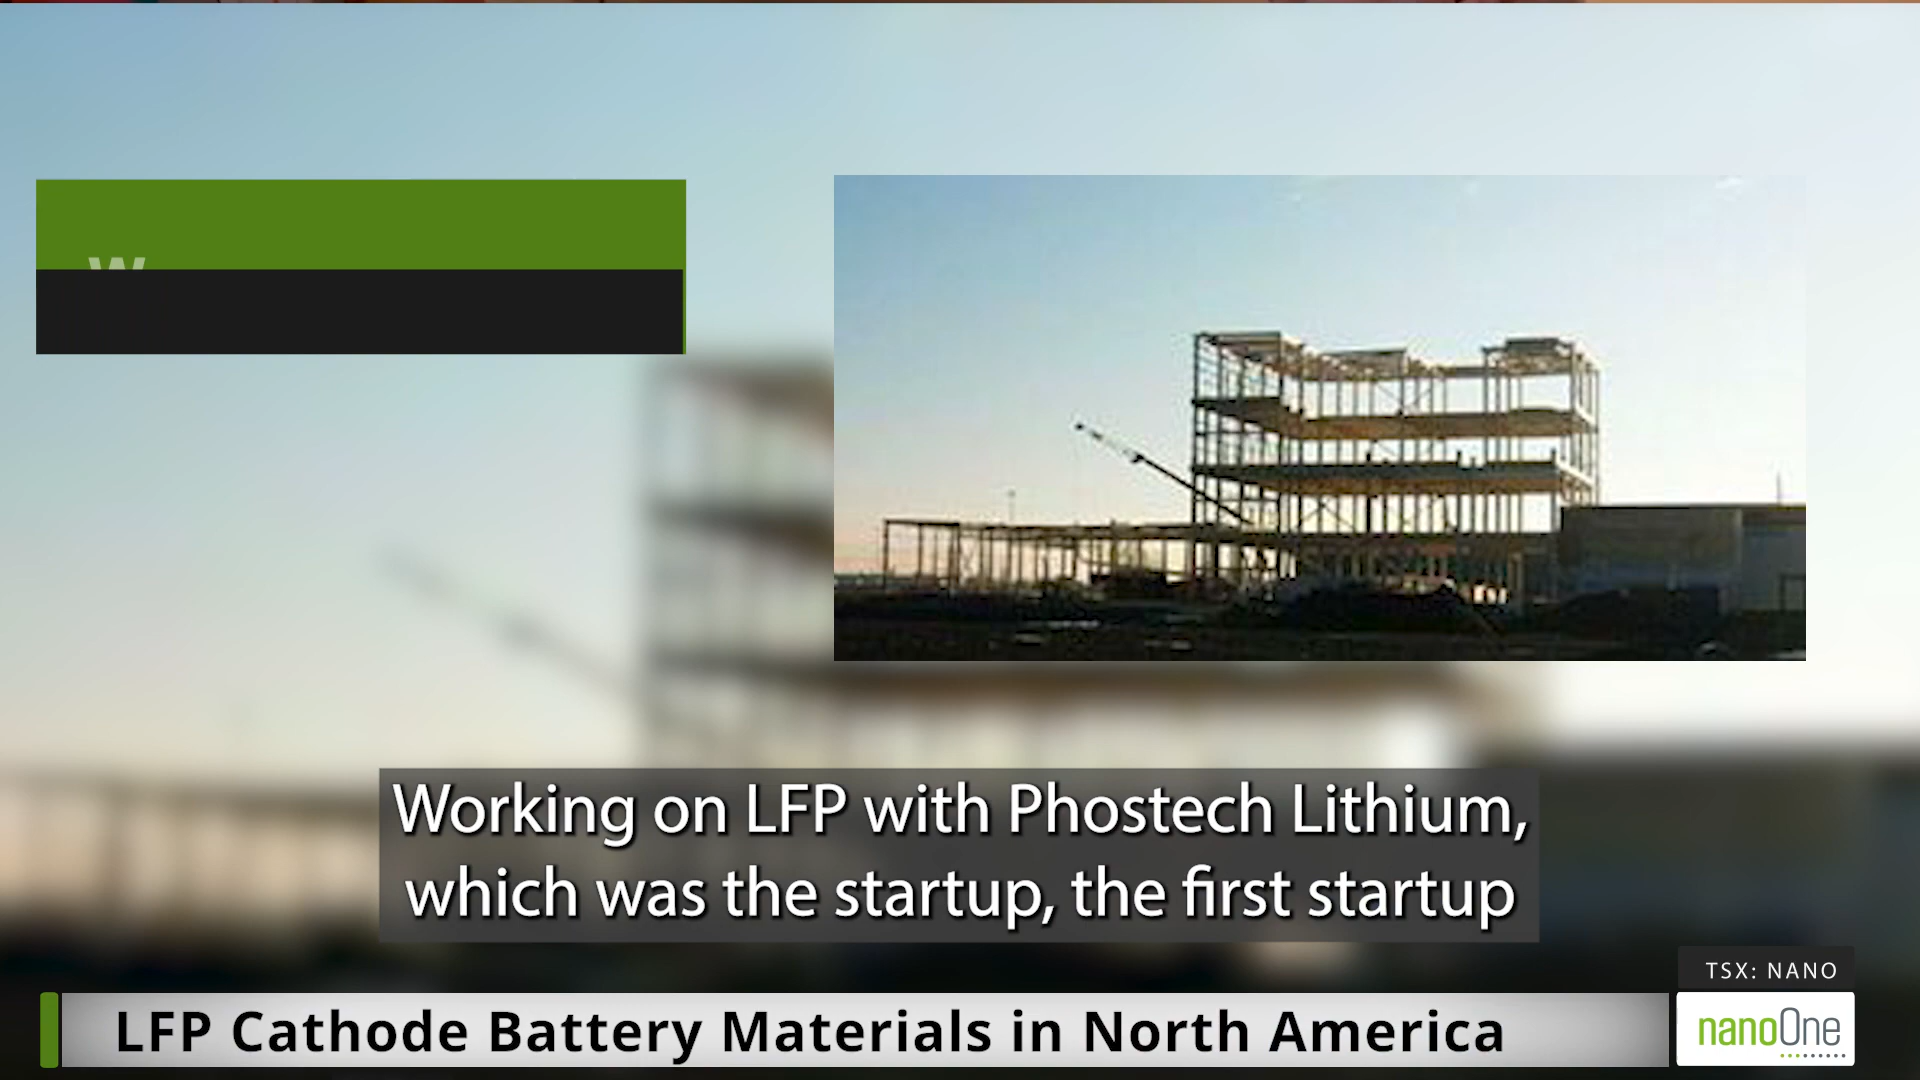 W
Working on LFP with Phostech Lithium,
which was the startup, the first startup
TSX: NANO
LFP Cathode Battery Materials in North America
nanoOne